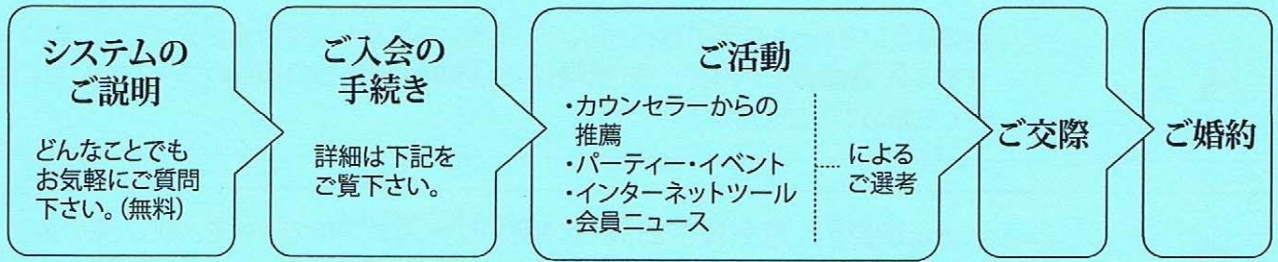 システムの
ご説明
どんなことでも
お気軽にご質問
下さい。(無料)
ご入会の
手続き
詳細は下記を
ご覧下さい。
ご活動
・カウンセラーからの
推薦
・パーティー・イベント
・インターネットツール
・会員ニュース
による
ご選考
ご交際
ご婚約